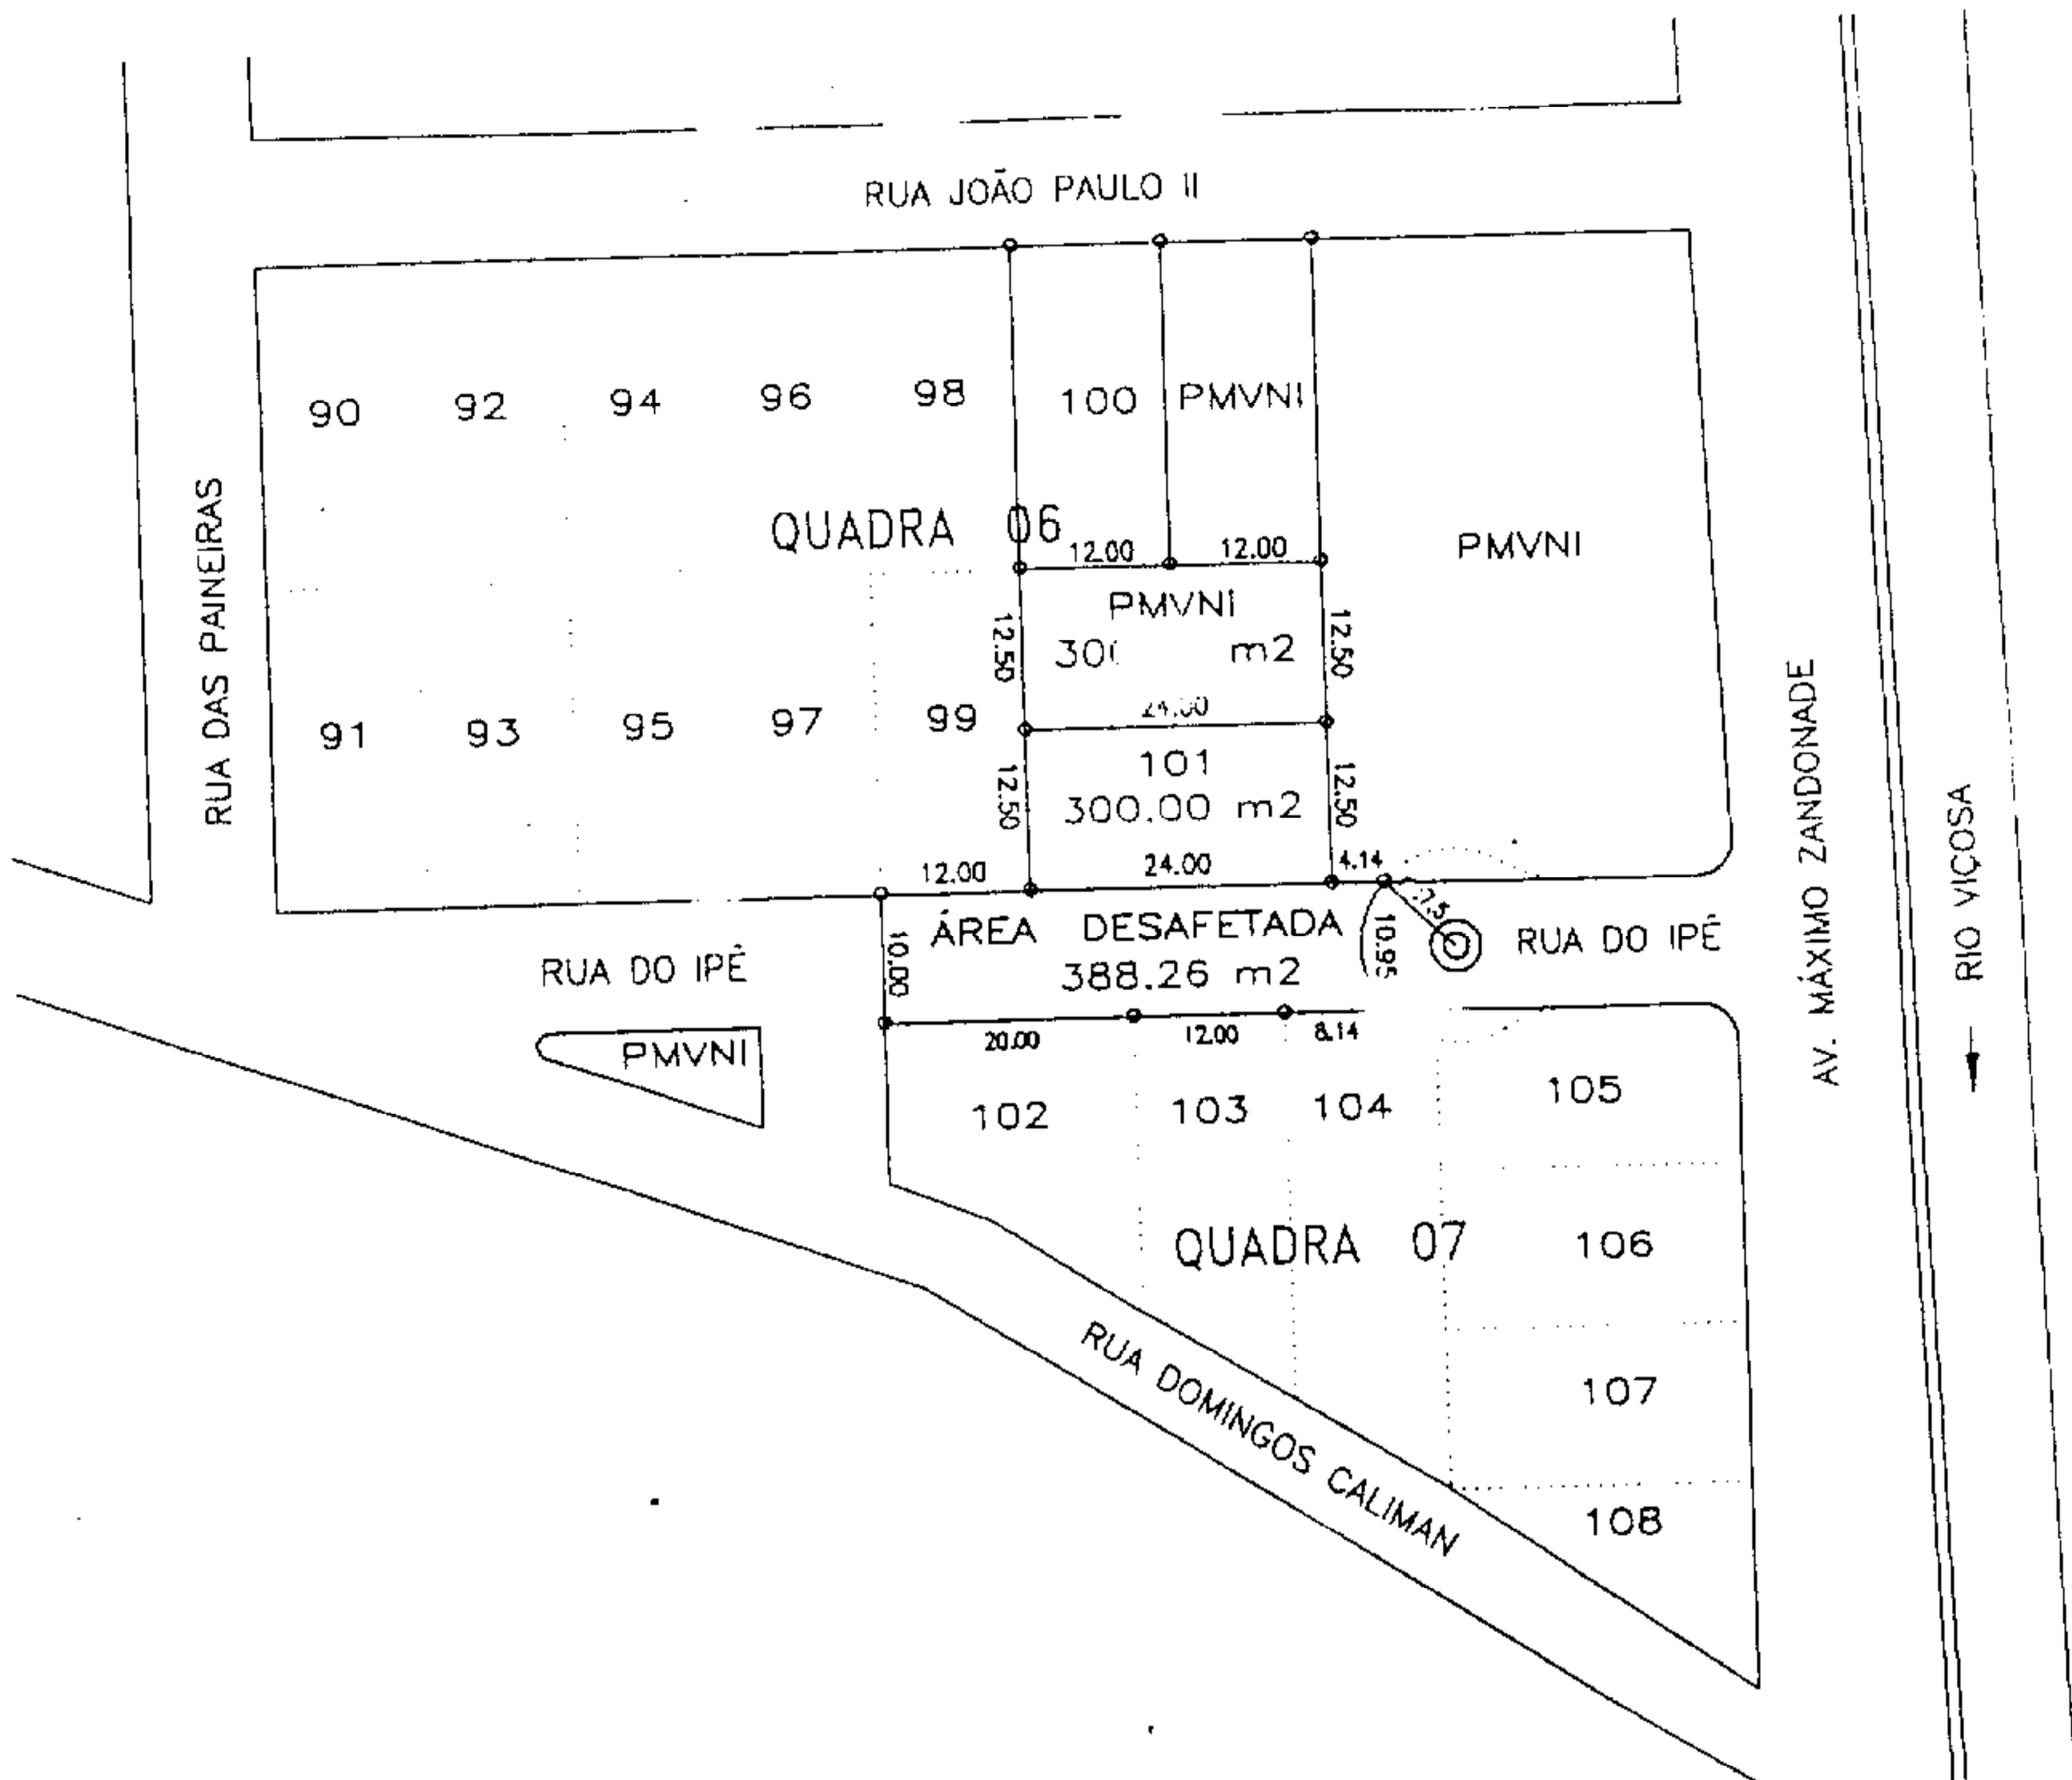 RUA JOÃO PAULO II
90
92
94
96
98
100
PMVNI
QUADRA 06
12.00
12.00
PMVNI
PMVNI
m2
12.50
12.50
24.00
RUA DAS PAINEIRAS
91
93
95
97
99
101
300.00 m2
12.50
12.50
12.00
24.00
4.14
ÁREA DESAFETADA
388.26 m2
10.00
10.95
RUA DO IPÊ
RUA DO IPÊ
AV. MÁXIMO ZANDONADE
RIO VIÇOSA
PMVNI
20.00
12.00
8.14
102
103
104
105
QUADRA 07
106
107
108
RUA DOMINGOS CALIMAN